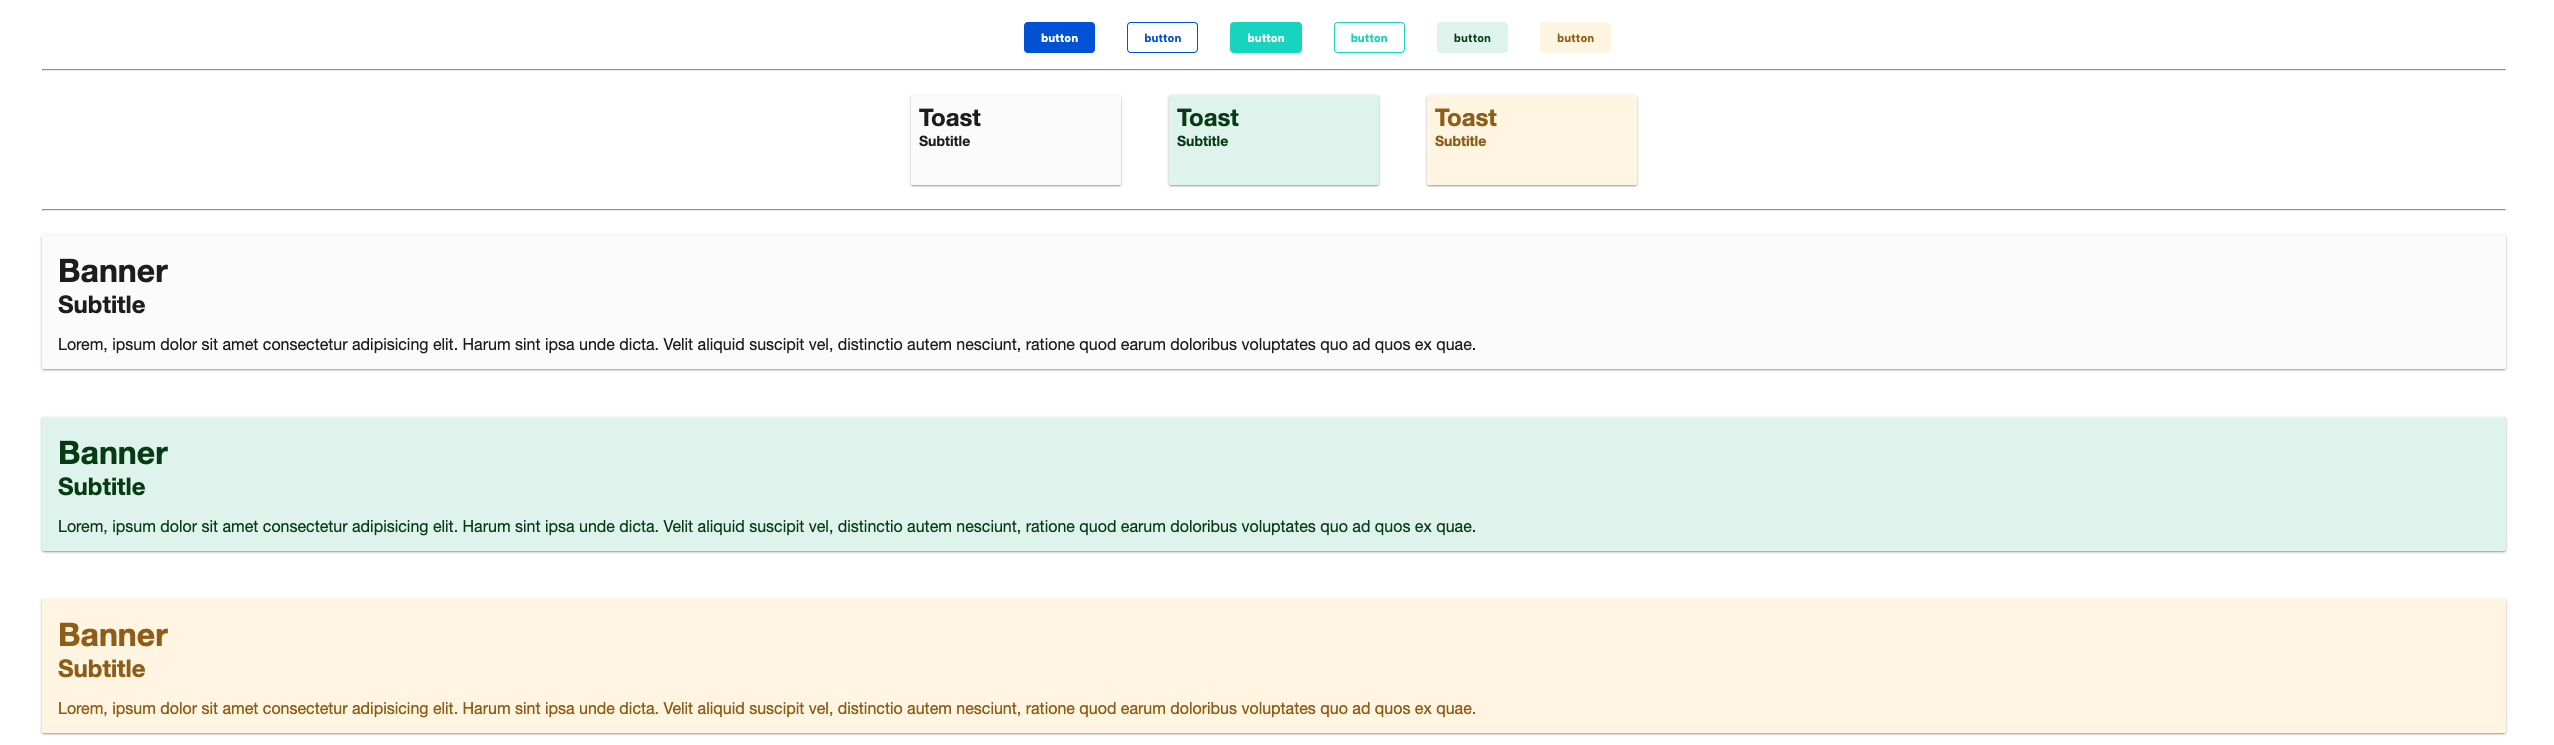 button button button button button button
Toast Toast Toast
Subtitle Subtitle Subtitle
Banner
Subtitle
Lorem, ipsum dolor sit amet consectetur adipisicing elit. Harum sint ipsa unde dicta. Velit aliquid suscipit vel, distinctio autem nesciunt, ratione quod earum doloribus voluptates quo ad quos ex quae.
Banner
Subtitle
Lorem, ipsum dolor sit amet consectetur adipisicing elit. Harum sint ipsa unde dicta. Velit aliquid suscipit vel, distinctio autem nesciunt, ratione quod earum doloribus voluptates quo ad quos ex quae.
Banner
Subtitle
Lorem, ipsum dolor sit amet consectetur adipisicing elit. Harum sint ipsa unde dicta. Velit aliquid suscipit vel, distinctio autem nesciunt, ratione quod earum doloribus voluptates quo ad quos ex quae.